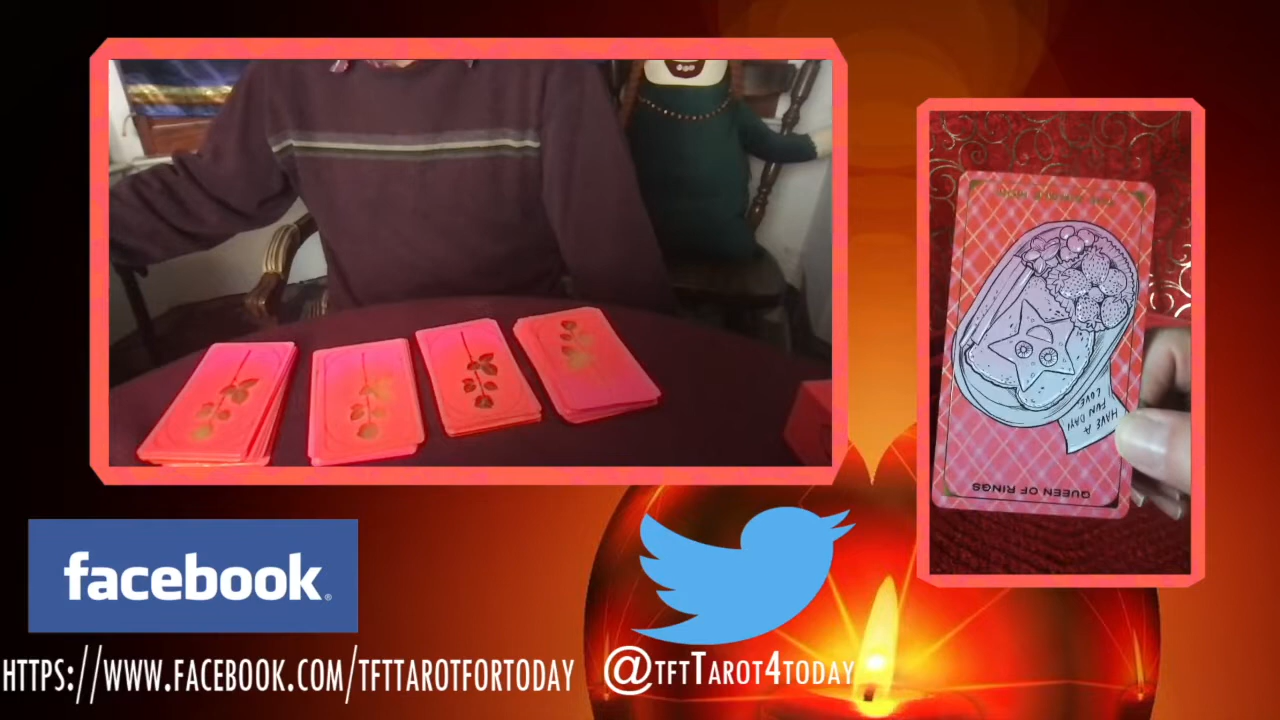 HAVE A
FUN DAY!
LOVE,
QUEEN OF RINGS
facebook®
HTTPS://WWW.FACEBOOK.COM/TFTTAROTFORTODAY
@TFTTAROT4TODAY